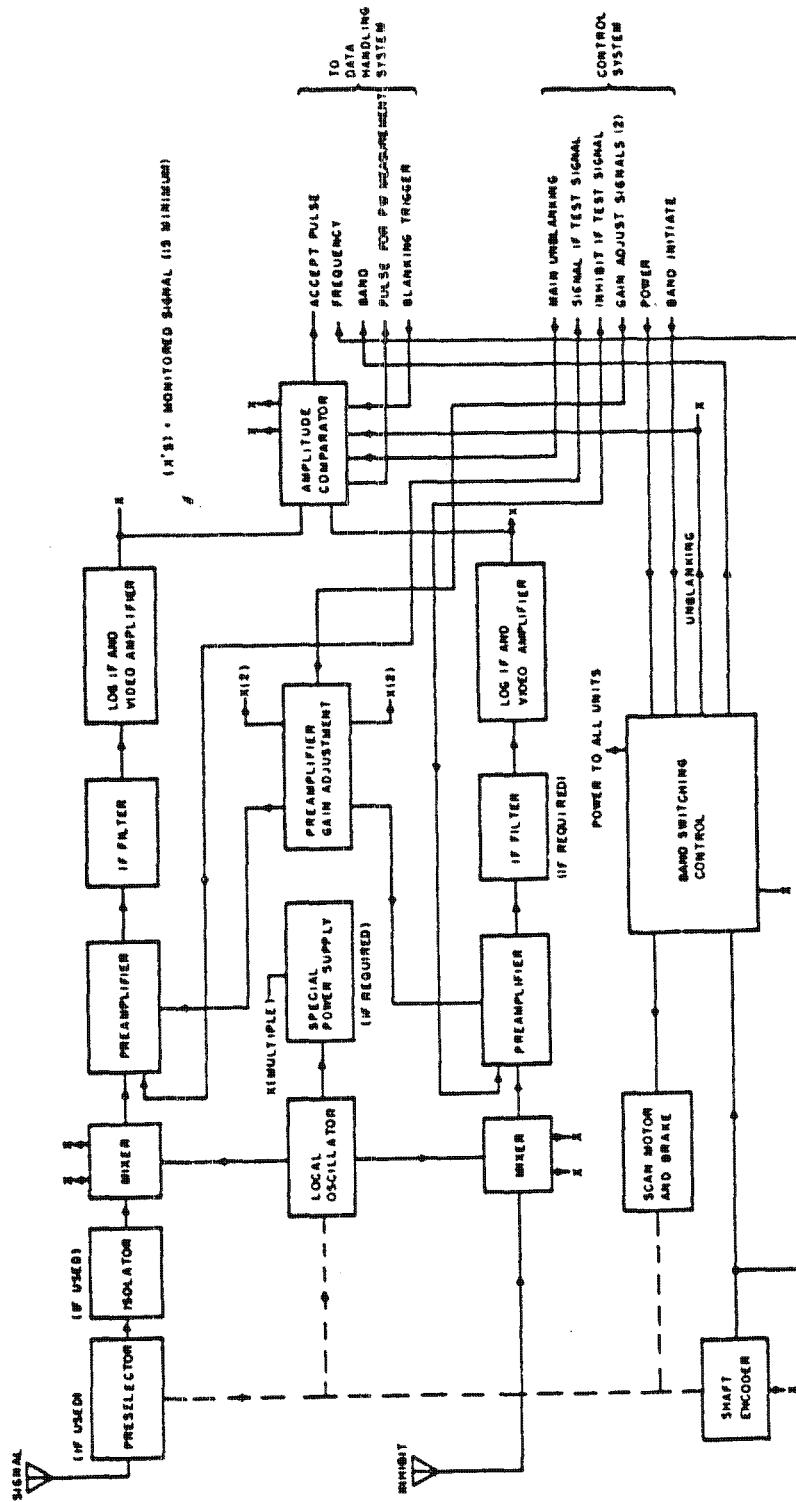 SIGNAL
(IF USED)
PRESELECTOR
(IF USED)
ISOLATOR
X
X
MIXER
PREAMPLIFIER
IF FILTER
LOG IF AND
VIDEO AMPLIFIER
X
(X'S) = MONITORED SIGNAL (15 MINIMUM)
X
X
AMPLITUDE
COMPARATOR
ACCEPT PULSE
FREQUENCY
BAND
PULSE FOR PW MEASUREMENT
BLANKING TRIGGER
TO
DATA
HANDLING
SYSTEM
LOCAL
OSCILLATOR
X(MULTIPLE)
SPECIAL
POWER SUPPLY
(IF REQUIRED)
X(2)
PREAMPLIFIER
GAIN ADJUSTMENT
X(2)
MAIN UNBLANKING
SIGNAL IF TEST SIGNAL
INHIBIT IF TEST SIGNAL
GAIN ADJUST SIGNALS (2)
POWER
BAND INITIATE
CONTROL
SYSTEM
INHIBIT
MIXER
X
X
PREAMPLIFIER
IF FILTER
(IF REQUIRED)
LOG IF AND
VIDEO AMPLIFIER
X
SHAFT
ENCODER
X
SCAN MOTOR
AND BRAKE
POWER TO ALL UNITS
BAND SWITCHING
CONTROL
X
UNBLANKING
X